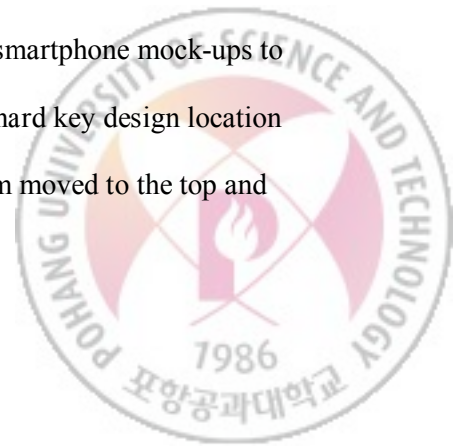 smartphone mock-ups to
hard key design location
moved to the top and
POHANG UNIVERSITY OF SCIENCE AND TECHNOLOGY
1986
포항공과대학교